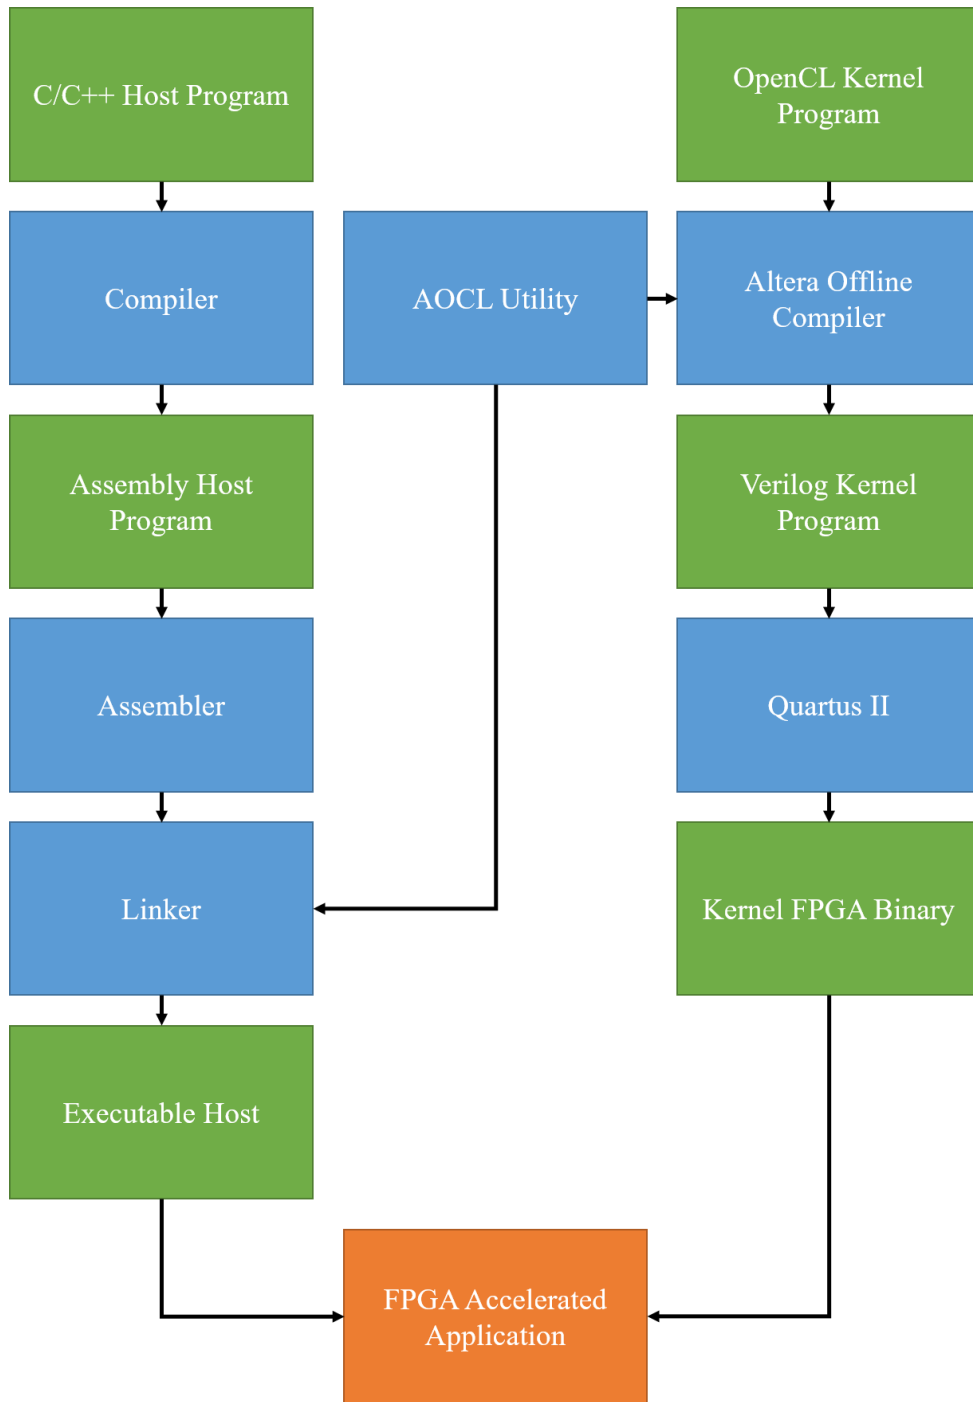 C/C++ Host Program
OpenCL Kernel
Program
Compiler
AOCL Utility
Altera Offline
Compiler
Assembly Host
Program
Verilog Kernel
Program
Assembler
Quartus II
Linker
Kernel FPGA Binary
Executable Host
FPGA Accelerated
Application